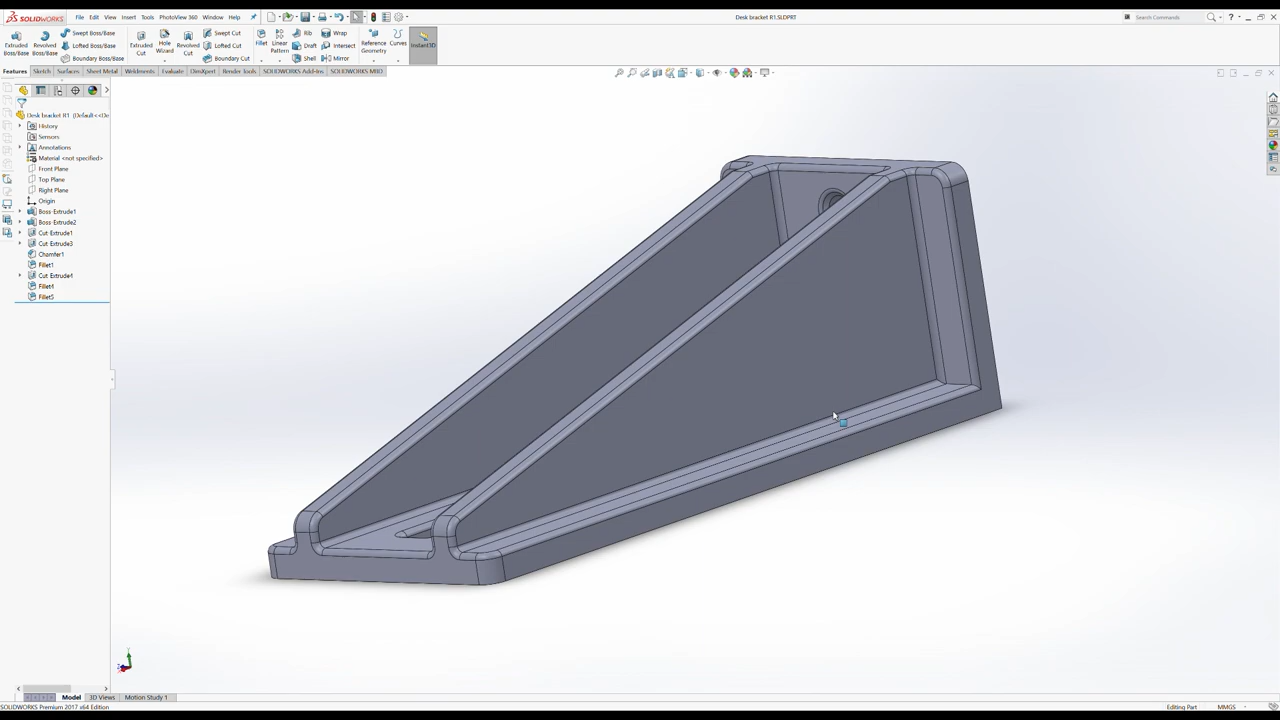 SOLIDWORKS File Edit View Insert Tools PhotoView 360 Window Help Desk bracket R1.SLDPRT Search Commands
Extruded Boss/Base Revolved Boss/Base Swept Boss/Base Lofted Boss/Base Boundary Boss/Base Extruded Cut Hole Wizard Revolved Cut Swept Cut Lofted Cut Boundary Cut Fillet Linear Pattern Rib Draft Shell Wrap Intersect Mirror Reference Geometry Curves Instant3D
Features Sketch Surfaces Sheet Metal Weldments Evaluate DimXpert Render Tools SOLIDWORKS Add-Ins SOLIDWORKS MBD
Desk bracket R1 (Default<<De
History
Sensors
Annotations
Material <not specified>
Front Plane
Top Plane
Right Plane
Origin
Boss-Extrude1
Boss-Extrude2
Cut-Extrude1
Cut-Extrude3
Chamfer1
Fillet1
Cut-Extrude4
Fillet4
Fillet5
Y
Model 3D Views Motion Study 1
SOLIDWORKS Premium 2017 x64 Edition Editing Part MMGS